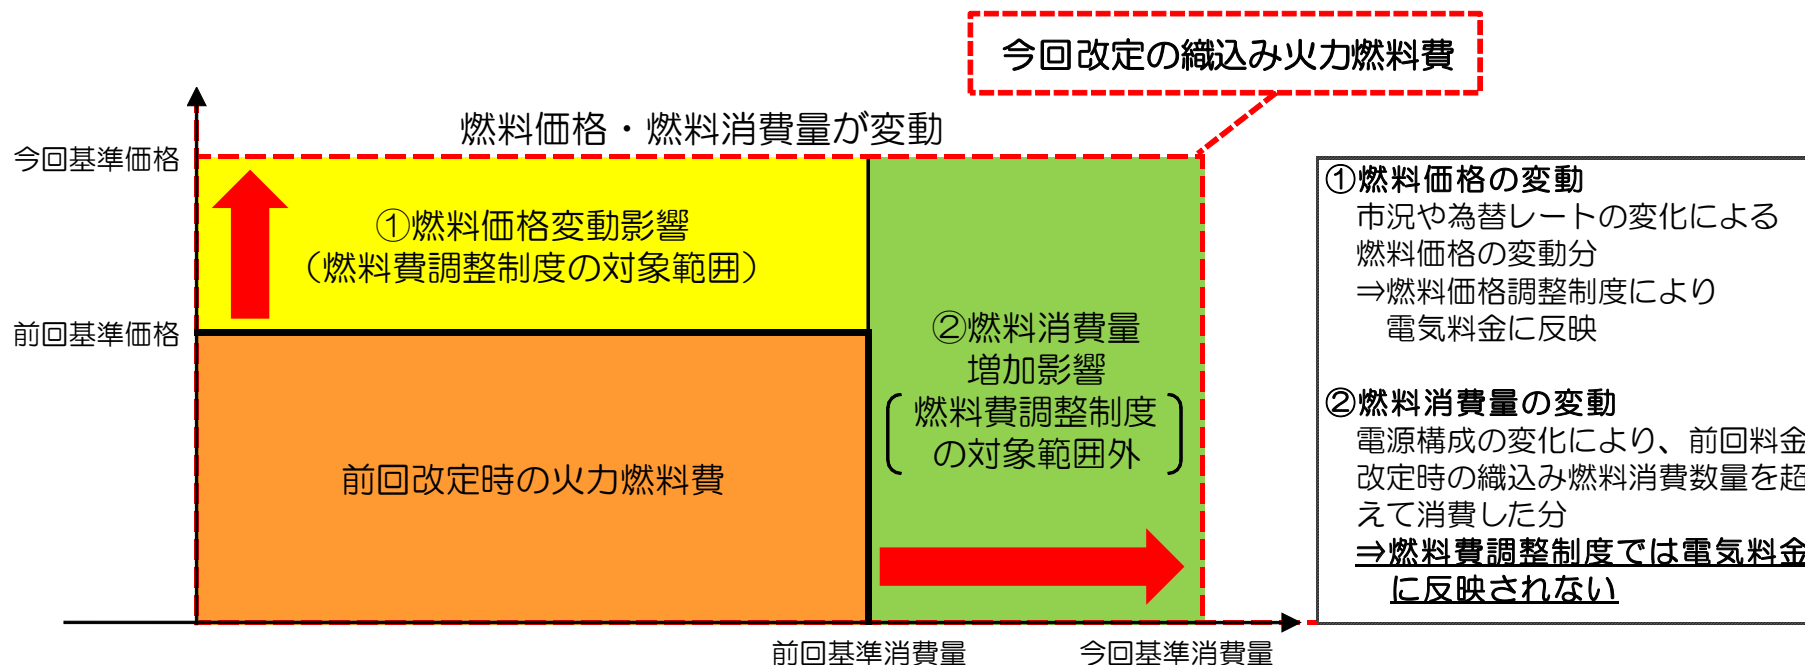 今回改定の織込み火力燃料費
燃料価格・燃料消費量が変動
今回基準価格
前回基準価格
①燃料価格変動影響
（燃料費調整制度の対象範囲）
前回改定時の火力燃料費
②燃料消費量
増加影響
燃料費調整制度
の対象範囲外
前回基準消費量
今回基準消費量
①燃料価格の変動
市況や為替レートの変化による
燃料価格の変動分
⇒燃料価格調整制度により
電気料金に反映
②燃料消費量の変動
電源構成の変化により、前回料金
改定時の織込み燃料消費数量を超
えて消費した分
⇒燃料費調整制度では電気料金
に反映されない